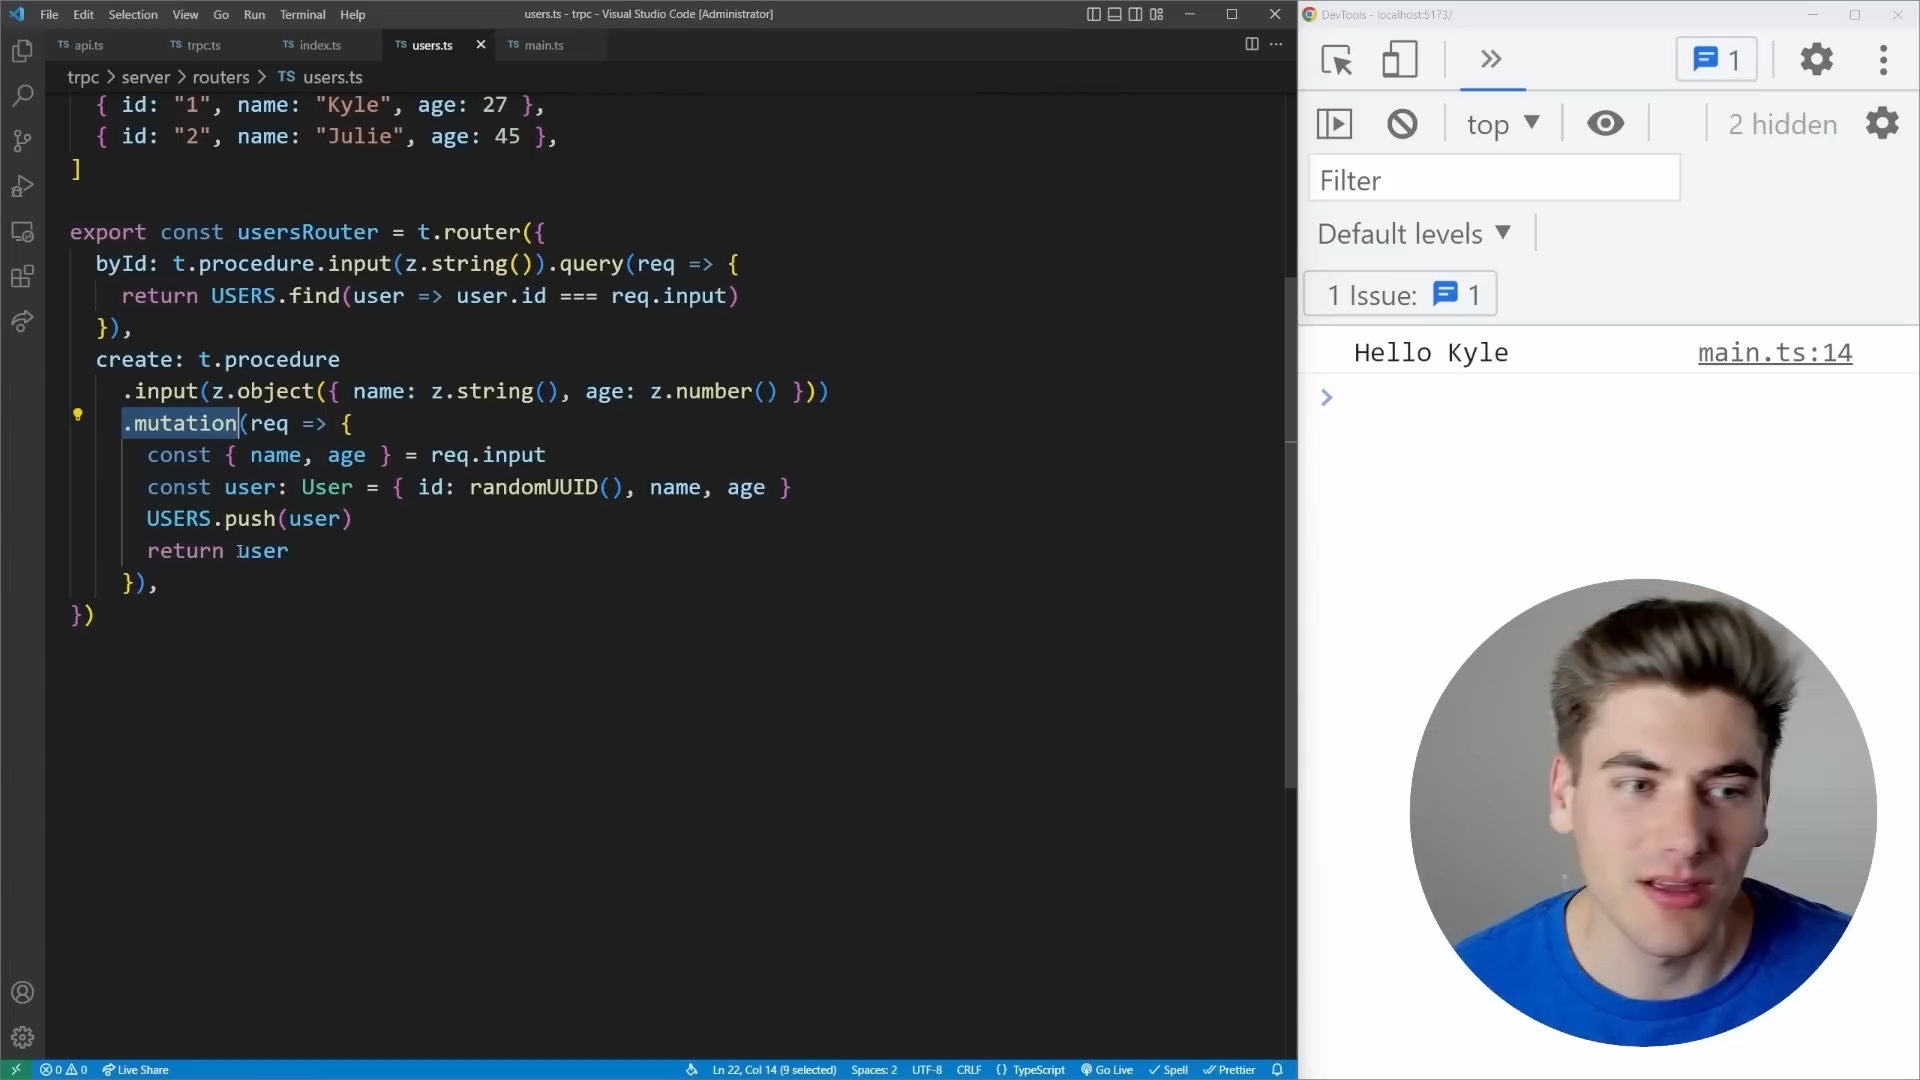 File Edit Selection View Go Run Terminal Help
users.ts - trpc - Visual Studio Code [Administrator]
TS api.ts TS trpc.ts TS index.ts TS users.ts TS main.ts
trpc > server > routers > TS users.ts
{ id: "1", name: "Kyle", age: 27 },
{ id: "2", name: "Julie", age: 45 },
]
export const usersRouter = t.router({
byId: t.procedure.input(z.string()).query(req => {
return USERS.find(user => user.id === req.input)
}),
create: t.procedure
.input(z.object({ name: z.string(), age: z.number() }))
.mutation(req => {
const { name, age } = req.input
const user: User = { id: randomUUID(), name, age }
USERS.push(user)
return user
}),
})
0 0 Live Share
Ln 22, Col 14 (9 selected) Spaces: 2 UTF-8 CRLF {} TypeScript Go Live Spell Prettier
DevTools - localhost:5173/
1
top 2 hidden
Filter
Default levels
1 Issue: 1
Hello Kyle main.ts:14